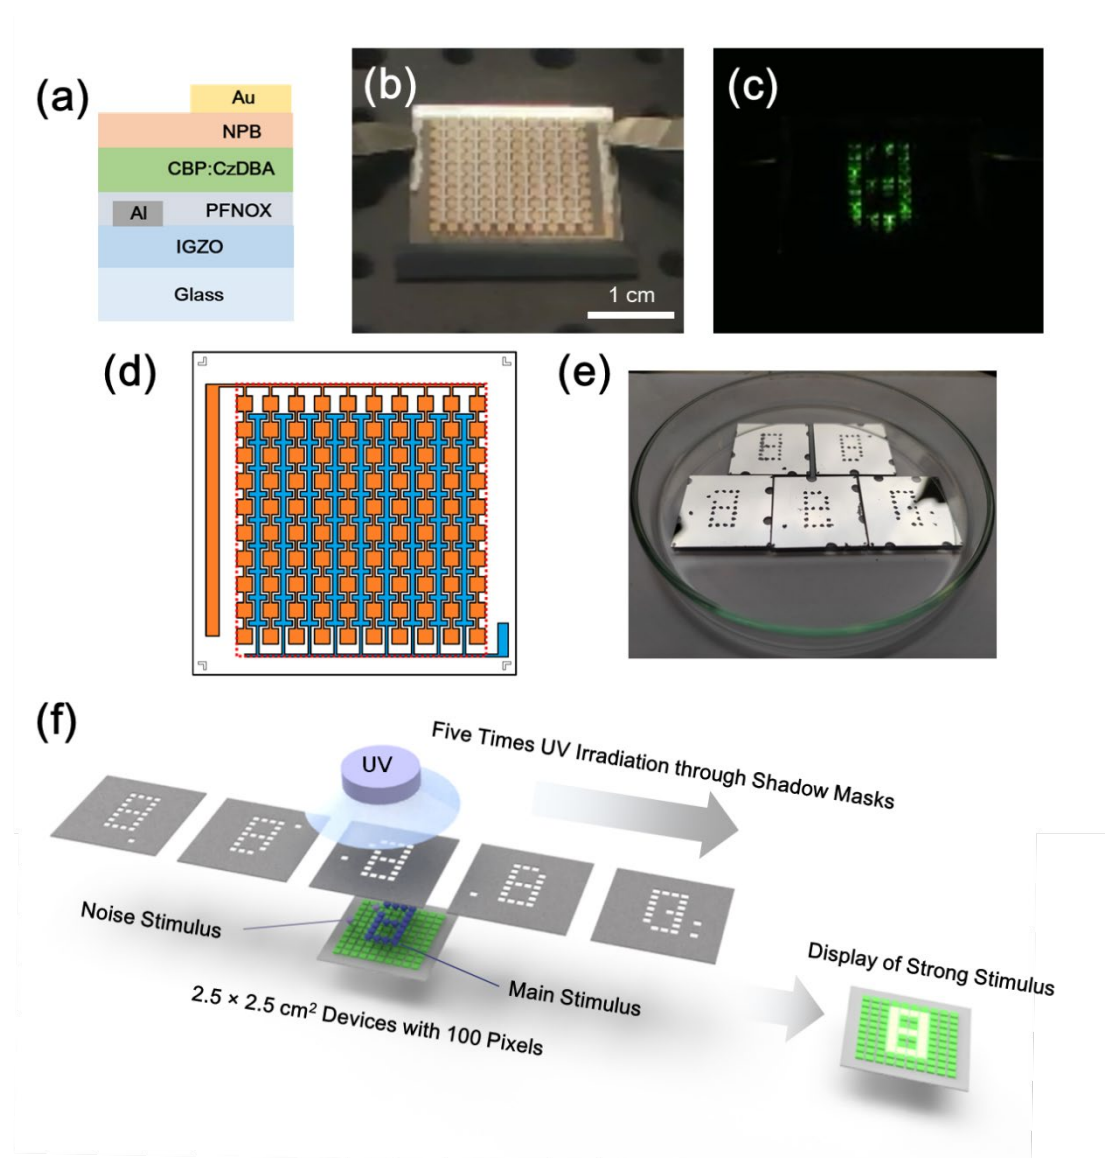 (a)
Au
NPB
CBP:CzDBA
Al
PFNOX
IGZO
Glass
(b)
1 cm
(c)
(d)
(e)
(f)
UV
Five Times UV Irradiation through Shadow Masks
Noise Stimulus
Main Stimulus
2.5 × 2.5 cm² Devices with 100 Pixels
Display of Strong Stimulus